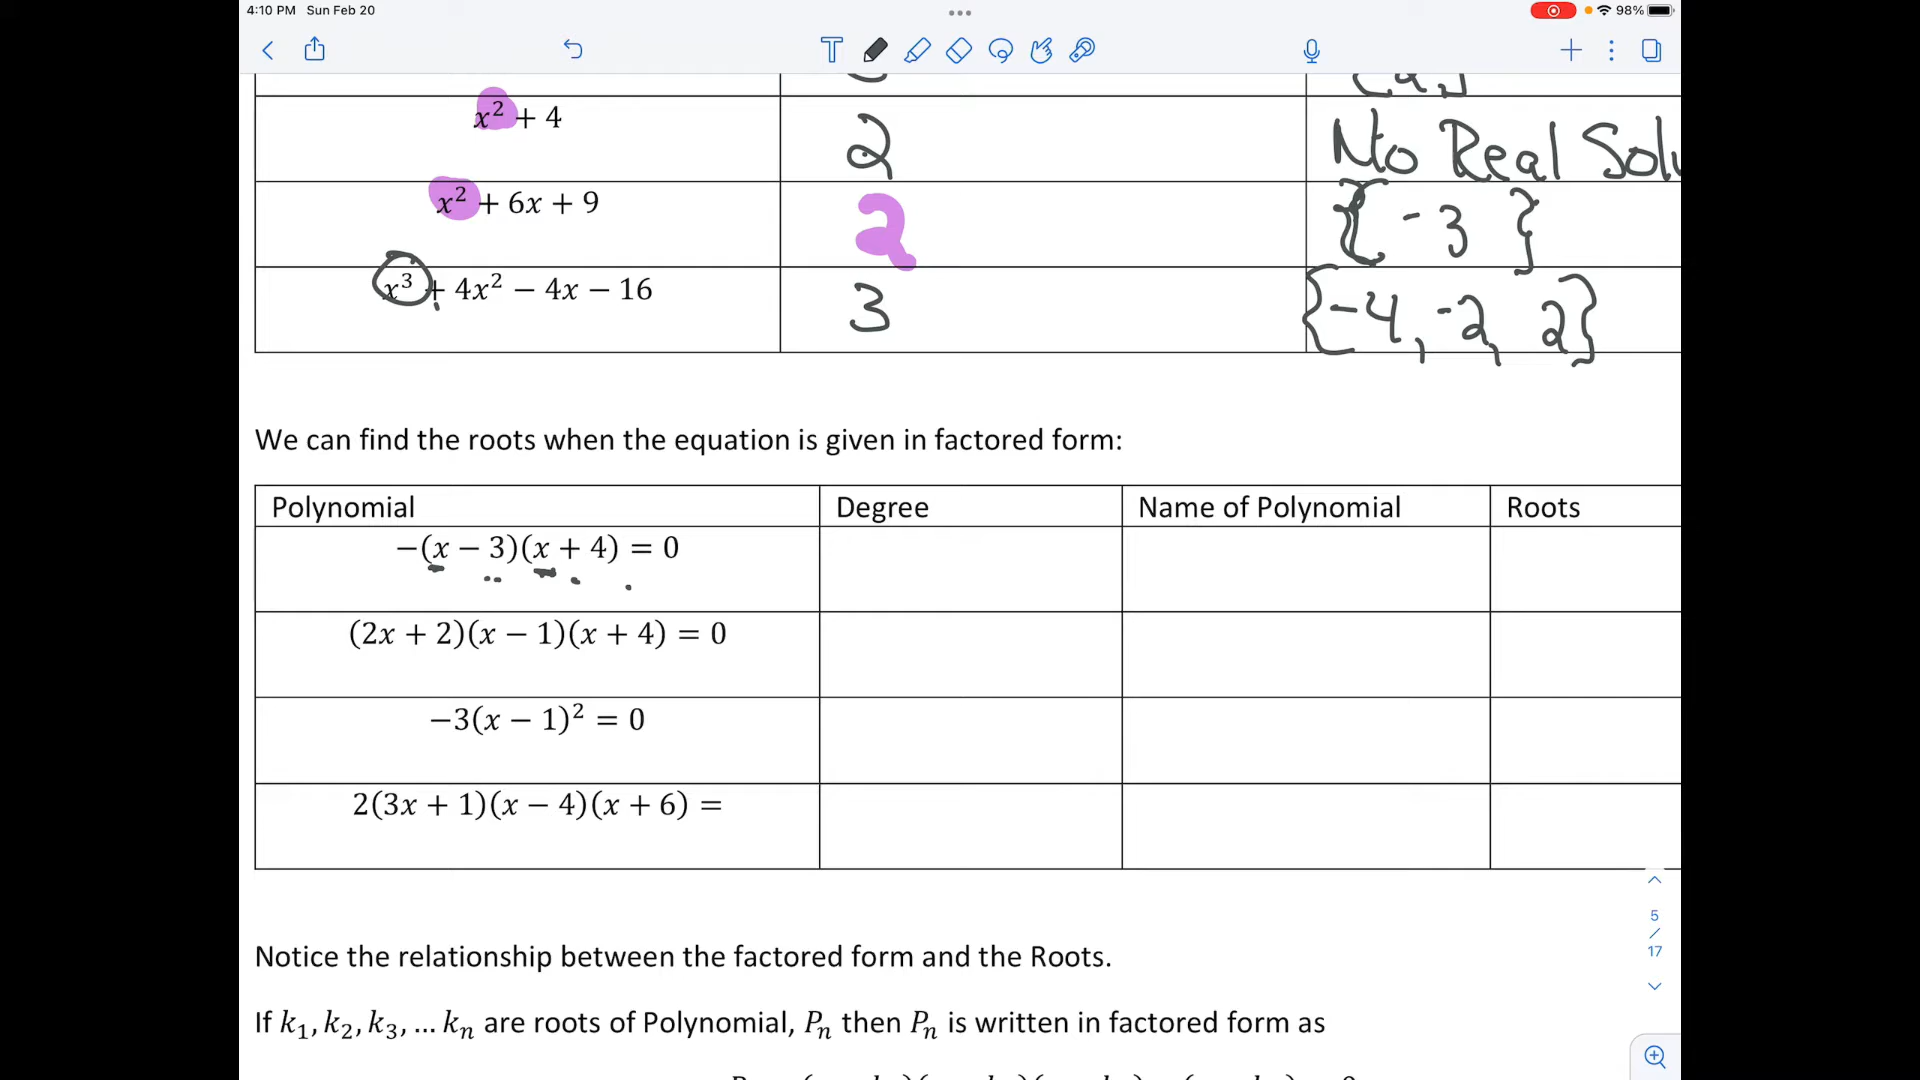 4:10 PM Sun Feb 20
98%
x² + 4
2
No Real Solu
x² + 6x + 9
2
{ -3 }
x³ + 4x² − 4x − 16
3
{-4, -2, 2}
We can find the roots when the equation is given in factored form:
Polynomial Degree Name of Polynomial Roots
−(x − 3)(x + 4) = 0
(2x + 2)(x − 1)(x + 4) = 0
−3(x − 1)² = 0
2(3x + 1)(x − 4)(x + 6) =
5
/
17
Notice the relationship between the factored form and the Roots.
If k₁, k₂, k₃, … kₙ are roots of Polynomial, Pₙ then Pₙ is written in factored form as